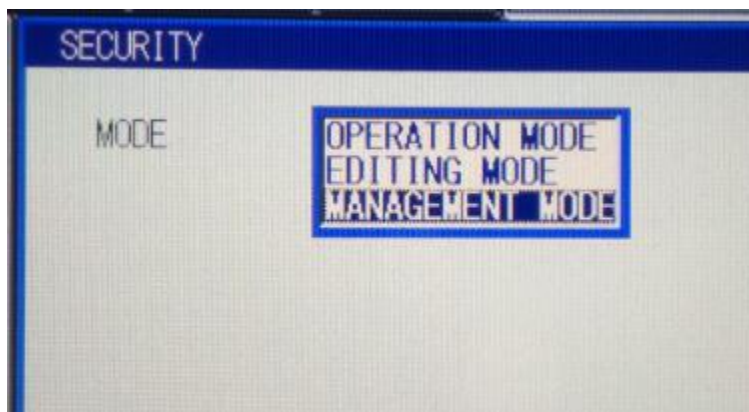 SECURITY
MODE
OPERATION MODE
EDITING MODE
MANAGEMENT MODE